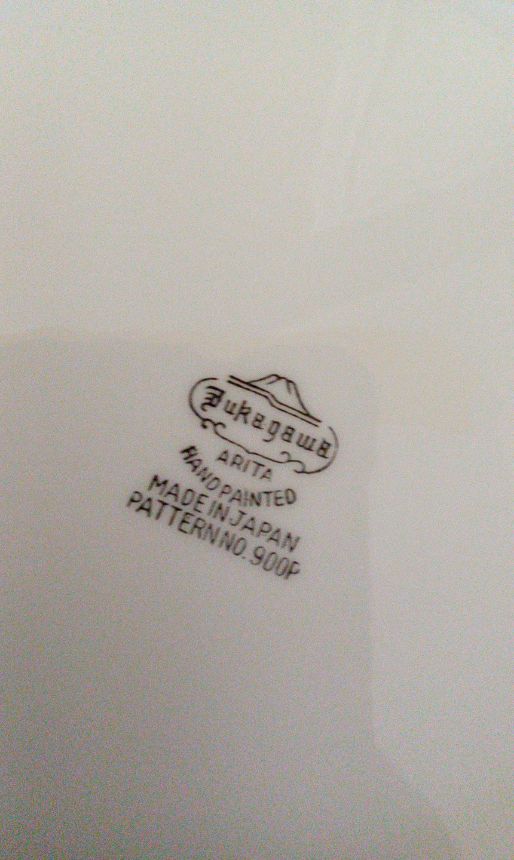 Fukagawa
ARITA
HAND PAINTED
MADE IN JAPAN
PATTERN NO. 900P